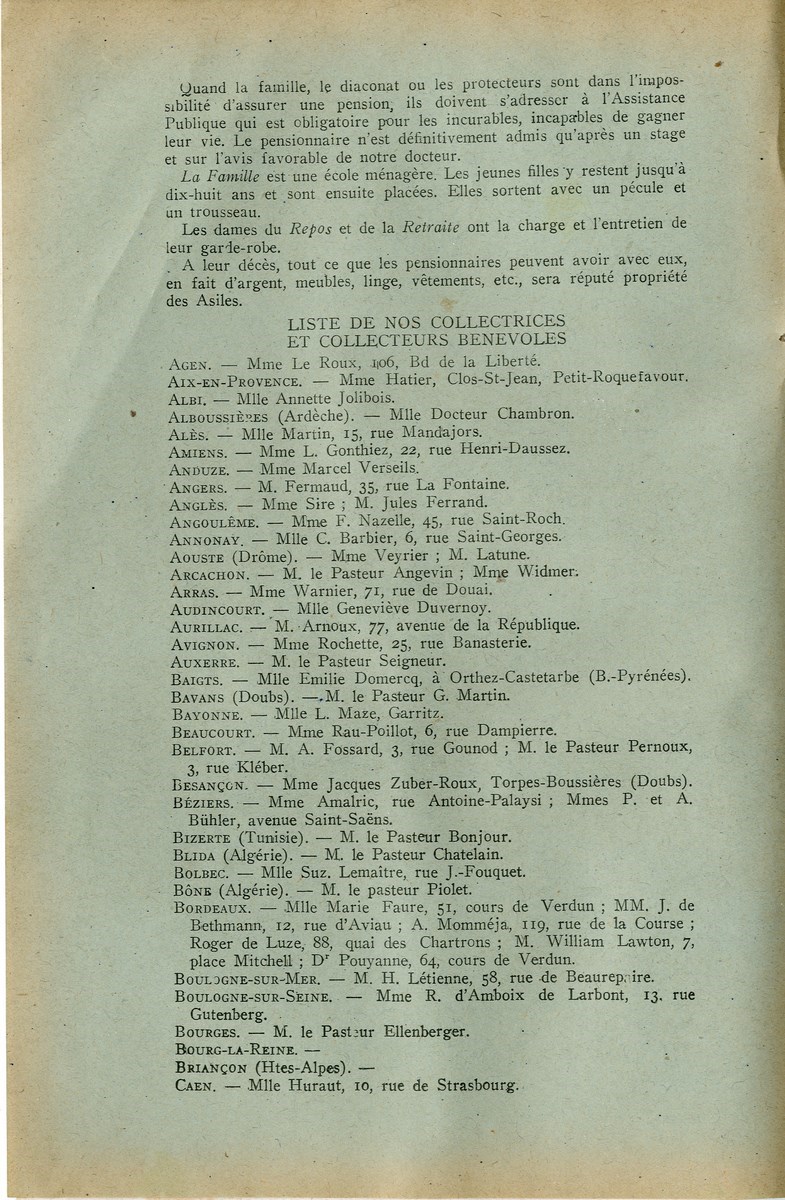 Quand la famille, le diaconat ou les protecteurs sont dans l'impos-
sibilité d'assurer une pension, ils doivent s'adresser à l'Assistance
Publique qui est obligatoire pour les incurables, incapables de gagner
leur vie. Le pensionnaire n'est définitivement admis qu'après un stage
et sur l'avis favorable de notre docteur.
La Famille est une école ménagère. Les jeunes filles y restent jusqu'à
dix-huit ans et sont ensuite placées. Elles sortent avec un pécule et
un trousseau.
Les dames du Repos et de la Retraite ont la charge et l'entretien de
leur garde-robe.
A leur décès, tout ce que les pensionnaires peuvent avoir avec eux,
en fait d'argent, meubles, linge, vêtements, etc., sera réputé propriété
des Asiles.
LISTE DE NOS COLLECTRICES
ET COLLECTEURS BENEVOLES
AGEN. — Mme Le Roux, 106, Bd de la Liberté.
AIX-EN-PROVENCE. — Mme Hatier, Clos-St-Jean, Petit-Roquefavour.
ALBI. — Mlle Annette Jolibois.
ALBOUSSIÈRES (Ardèche). — Mlle Docteur Chambron.
ALÈS. — Mlle Martin, 15, rue Mandajors.
AMIENS. — Mme L. Gonthiez, 22, rue Henri-Daussez.
ANDUZE. — Mme Marcel Verseils.
ANGERS. — M. Fermaud, 35, rue La Fontaine.
ANGLÈS. — Mme Sire ; M. Jules Ferrand.
ANGOULÊME. — Mme F. Nazelle, 45, rue Saint-Roch.
ANNONAY. — Mlle C. Barbier, 6, rue Saint-Georges.
AOUSTE (Drôme). — Mme Veyrier ; M. Latune.
ARCACHON. — M. le Pasteur Angevin ; Mme Widmer.
ARRAS. — Mme Warnier, 71, rue de Douai.
AUDINCOURT. — Mlle Geneviève Duvernoy.
AURILLAC. — M. Arnoux, 77, avenue de la République.
AVIGNON. — Mme Rochette, 25, rue Banasterie.
AUXERRE. — M. le Pasteur Seigneur.
BAIGTS. — Mlle Emilie Domercq, à Orthez-Castetarbe (B.-Pyrénées).
BAVANS (Doubs). — M. le Pasteur G. Martin.
BAYONNE. — Mlle L. Maze, Garritz.
BEAUCOURT. — Mme Rau-Poillot, 6, rue Dampierre.
BELFORT. — M. A. Fossard, 3, rue Gounod ; M. le Pasteur Pernoux,
3, rue Kléber.
BESANÇON. — Mme Jacques Zuber-Roux, Torpes-Boussières (Doubs).
BÉZIERS. — Mme Amalric, rue Antoine-Palaysi ; Mmes P. et A.
Bühler, avenue Saint-Saëns.
BIZERTE (Tunisie). — M. le Pasteur Bonjour.
BLIDA (Algérie). — M. le Pasteur Chatelain.
BOLBEC. — Mlle Suz. Lemaître, rue J.-Fouquet.
BÔNE (Algérie). — M. le pasteur Piolet.
BORDEAUX. — Mlle Marie Faure, 51, cours de Verdun ; MM. J. de
Bethmann, 12, rue d'Aviau ; A. Momméja, 119, rue de la Course ;
Roger de Luze, 88, quai des Chartrons ; M. William Lawton, 7,
place Mitchell ; Dr Pouyanne, 64, cours de Verdun.
BOULOGNE-SUR-MER. — M. H. Létienne, 58, rue de Beaurepaire.
BOULOGNE-SUR-SEINE. — Mme R. d'Amboix de Larbont, 13, rue
Gutenberg.
BOURGES. — M. le Pasteur Ellenberger.
BOURG-LA-REINE. —
BRIANÇON (Htes-Alpes). —
CAEN. — Mlle Huraut, 10, rue de Strasbourg.